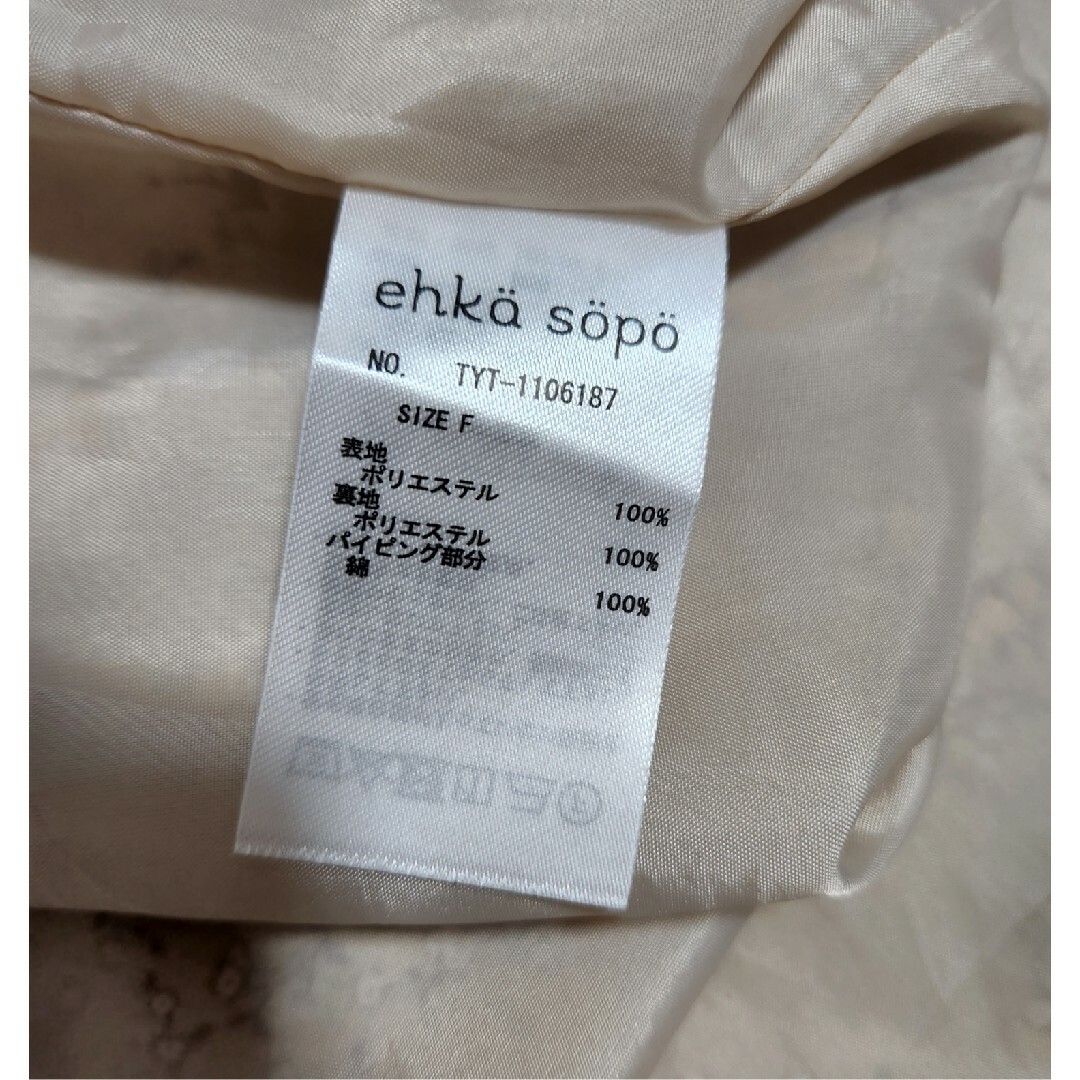 ehkä söpö
NO. TYT-1106187
SIZE F
表地
ポリエステル 100%
裏地
ポリエステル 100%
パイピング部分
綿 100%